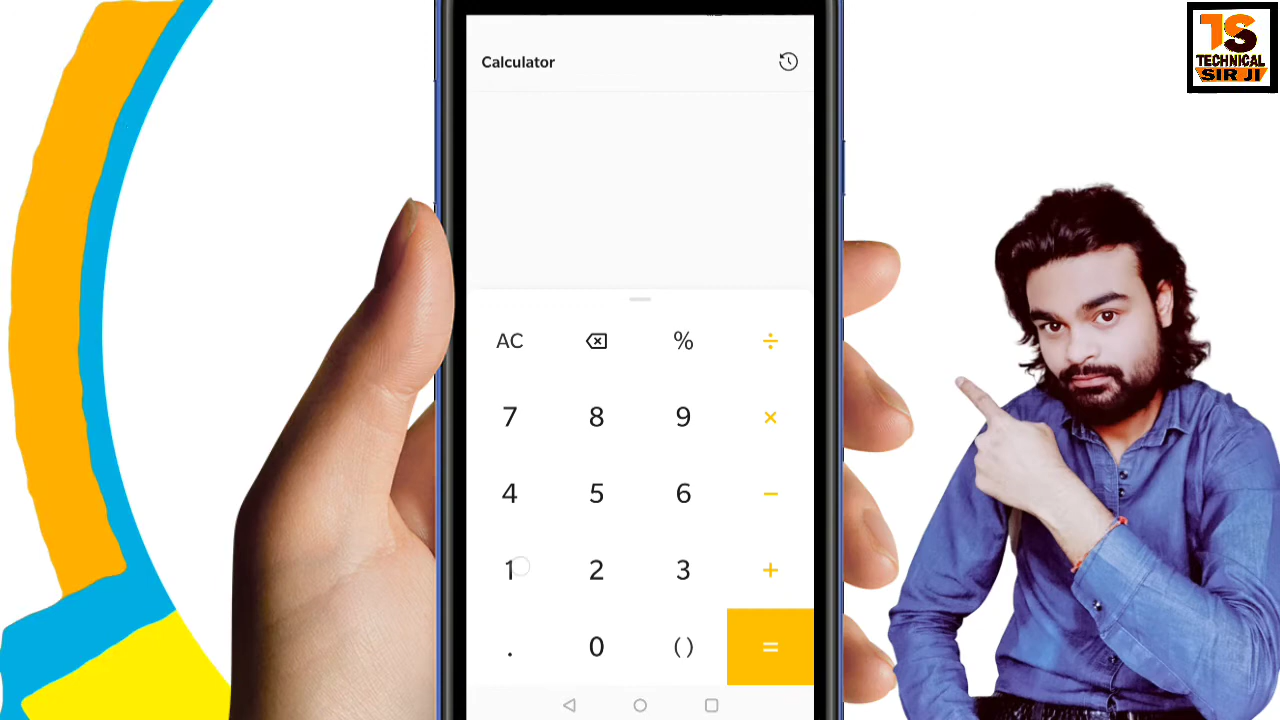 Calculator
TS
TECHNICAL
SIR JI
AC % ÷
7 8 9 ×
4 5 6 −
1 2 3 +
. 0 ( ) =